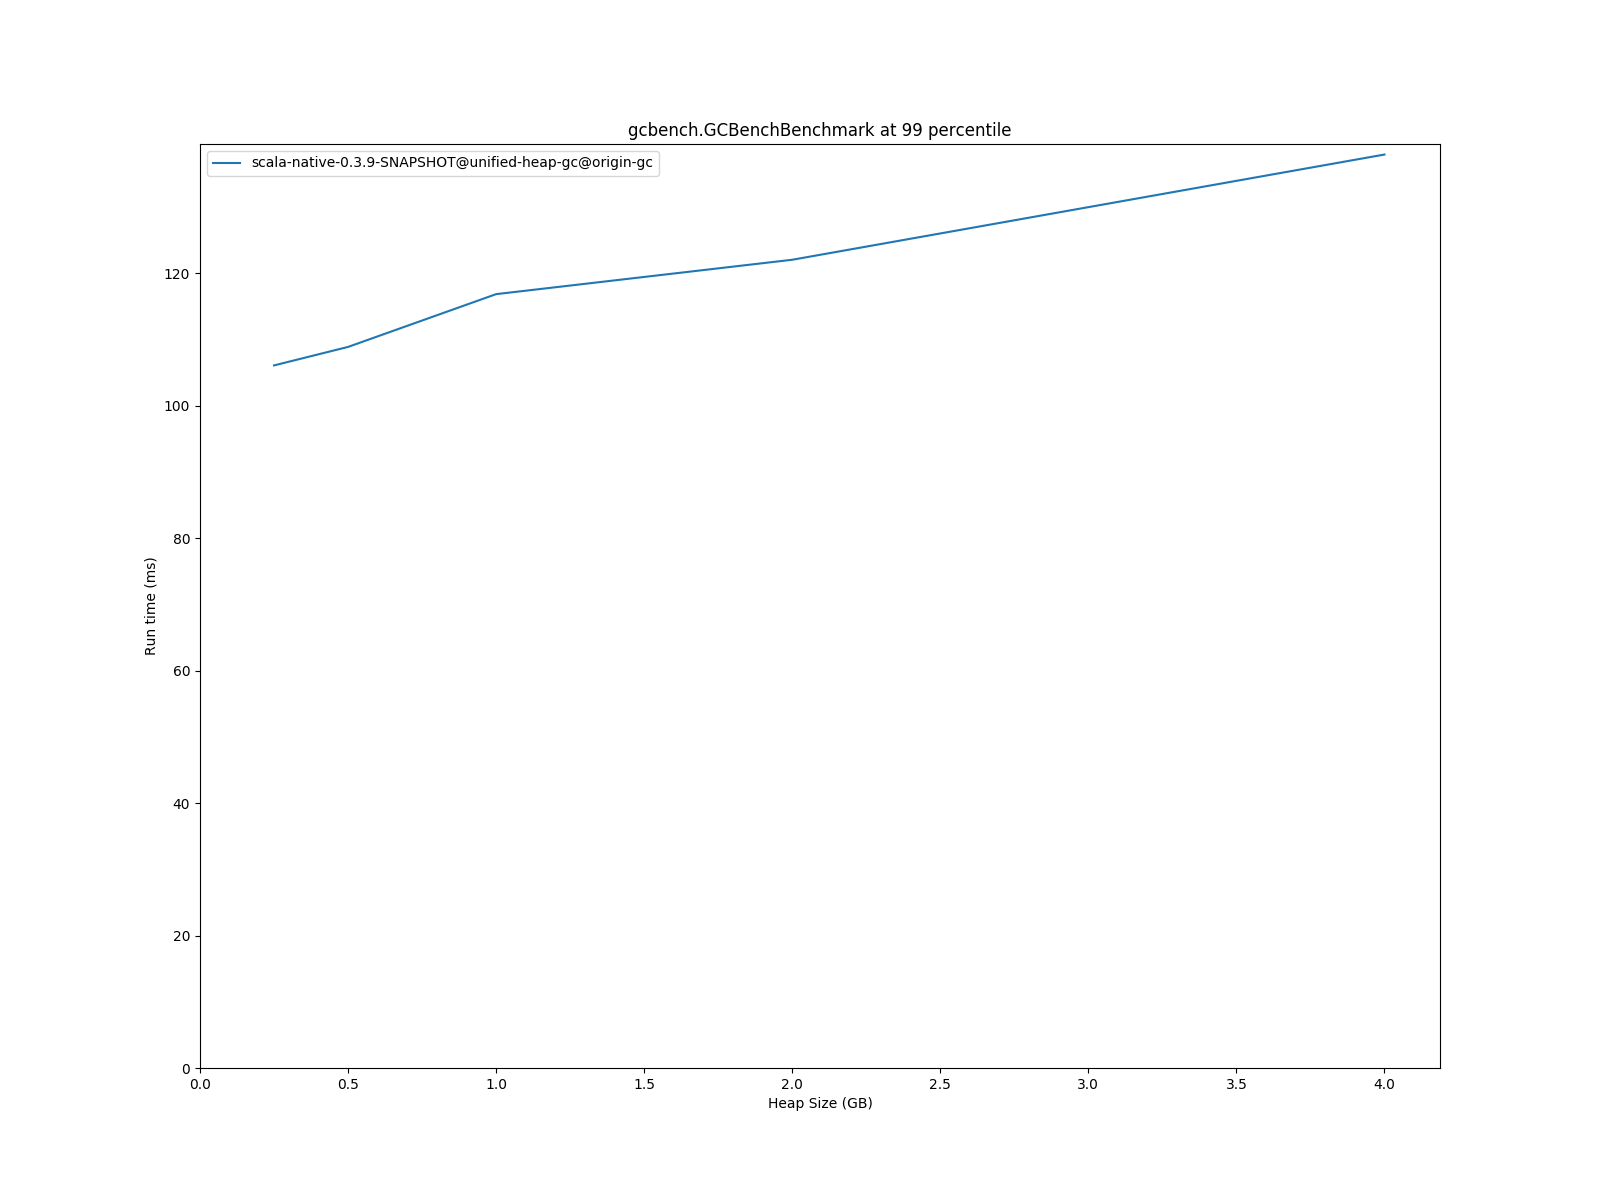 gcbench.GCBenchBenchmark at 99 percentile
scala-native-0.3.9-SNAPSHOT@unified-heap-gc@origin-gc
120
100
80
60
40
20
0
Run time (ms)
0.0 0.5 1.0 1.5 2.0 2.5 3.0 3.5 4.0
Heap Size (GB)